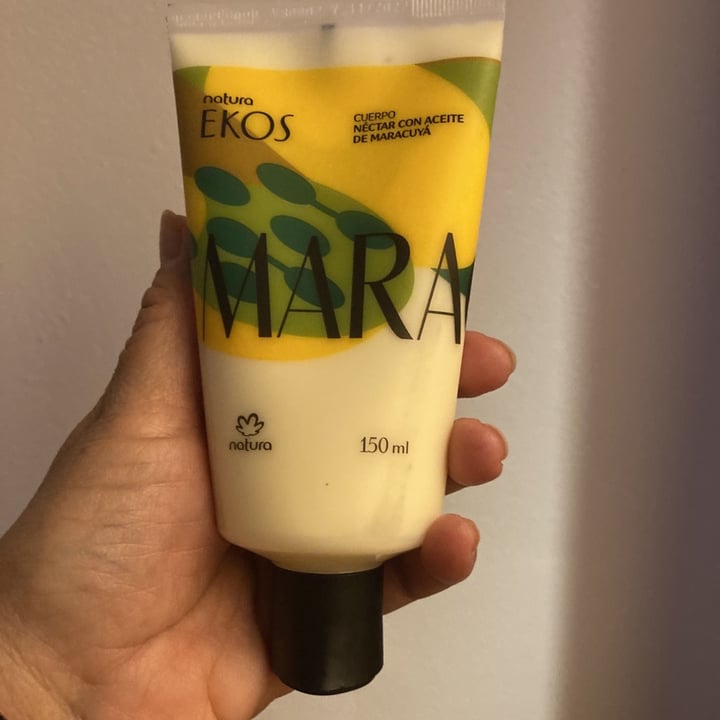 natura
EKOS
CUERPO
NÉCTAR CON ACEITE
DE MARACUYÁ
MARA
natura
150 ml